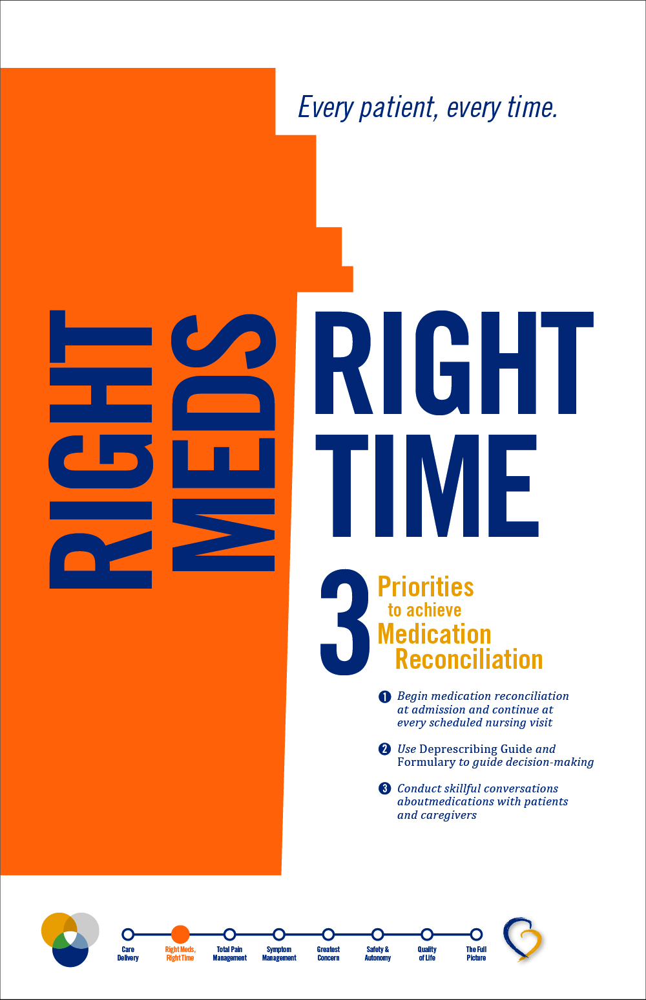 Every patient, every time.
RIGHT
MEDS
RIGHT
TIME
3
Priorities
to achieve
Medication
Reconciliation
1 Begin medication reconciliation
at admission and continue at
every scheduled nursing visit
2 Use Deprescribing Guide and
Formulary to guide decision-making
3 Conduct skillful conversations
aboutmedications with patients
and caregivers
Care
Delivery
Right Meds,
Right Time
Total Pain
Management
Symptom
Management
Greatest
Concern
Safety &
Autonomy
Quality
of Life
The Full
Picture